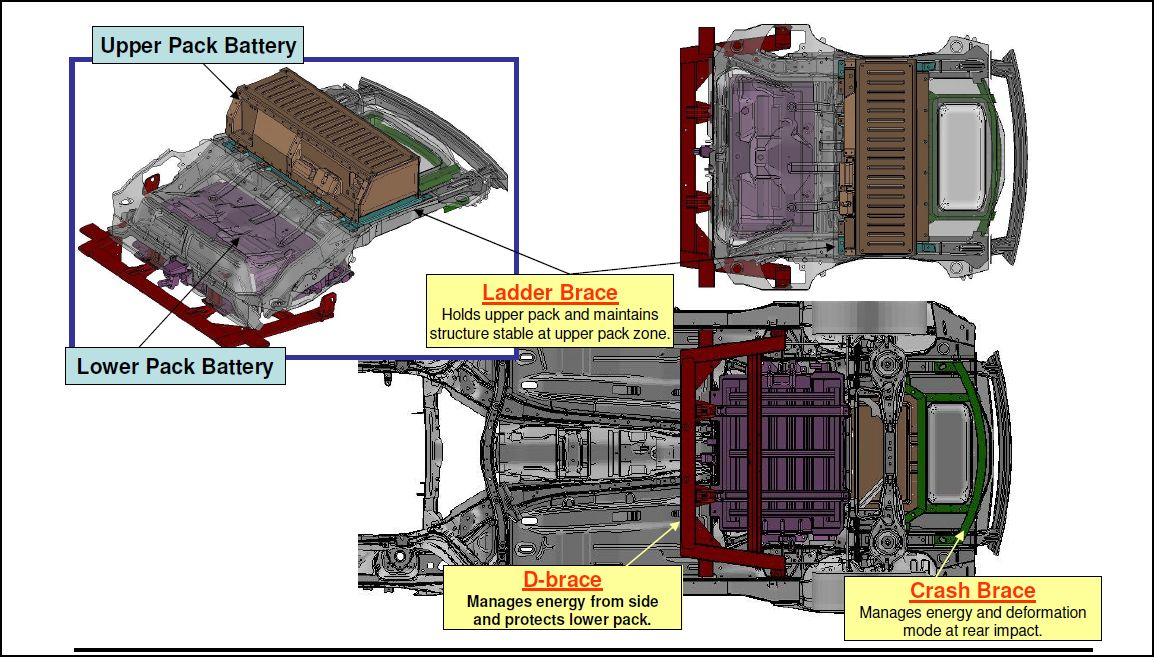 Upper Pack Battery
Ladder Brace
Holds upper pack and maintains
structure stable at upper pack zone.
Lower Pack Battery
D-brace
Manages energy from side
and protects lower pack.
Crash Brace
Manages energy and deformation
mode at rear impact.